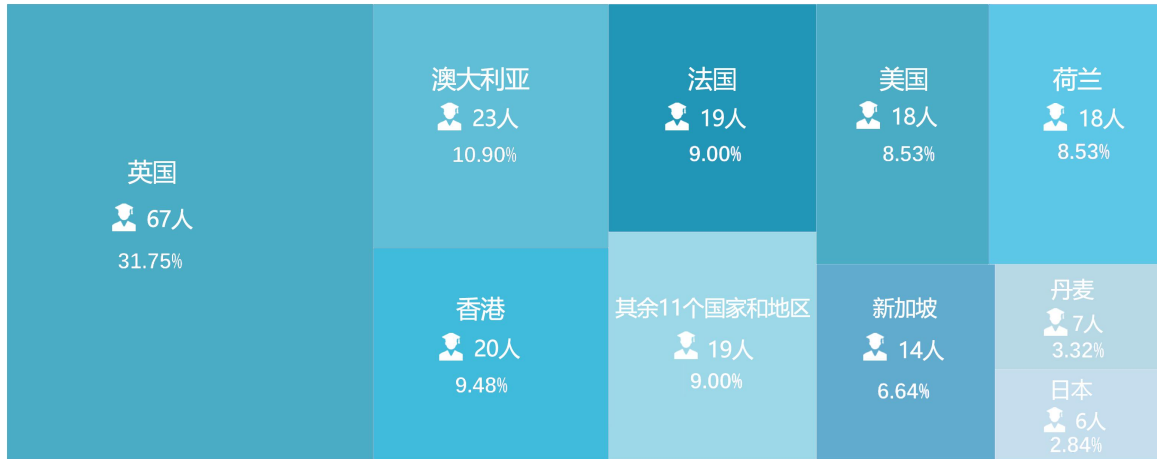 英国
67人
31.75%
澳大利亚
23人
10.90%
香港
20人
9.48%
法国
19人
9.00%
其余11个国家和地区
19人
9.00%
美国
18人
8.53%
荷兰
18人
8.53%
新加坡
14人
6.64%
丹麦
7人
3.32%
日本
6人
2.84%